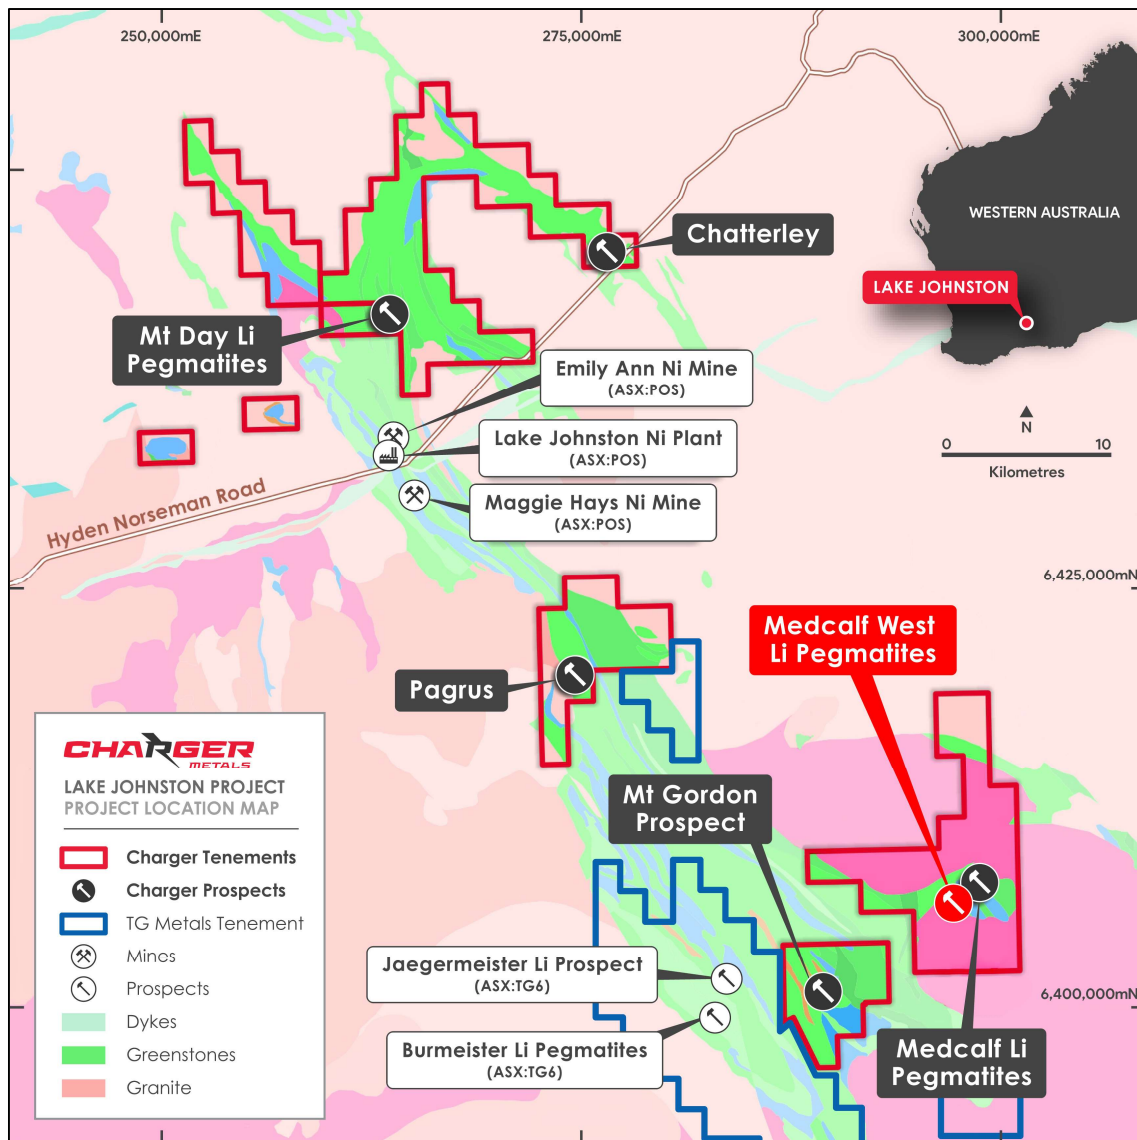 250,000mE
275,000mE
300,000mE
WESTERN AUSTRALIA
Chatterley
LAKE JOHNSTON
Mt Day Li
Pegmatites
Emily Ann Ni Mine
(ASX:POS)
N
0 10
Kilometres
Lake Johnston Ni Plant
(ASX:POS)
Maggie Hays Ni Mine
(ASX:POS)
Hyden Norseman Road
6,425,000mN
Medcalf West
Li Pegmatites
Pagrus
CHARGER
METALS
LAKE JOHNSTON PROJECT
PROJECT LOCATION MAP
Charger Tenements
Charger Prospects
TG Metals Tenement
Mines
Prospects
Dykes
Greenstones
Granite
Mt Gordon
Prospect
Jaegermeister Li Prospect
(ASX:TG6)
6,400,000mN
Burmeister Li Pegmatites
(ASX:TG6)
Medcalf Li
Pegmatites